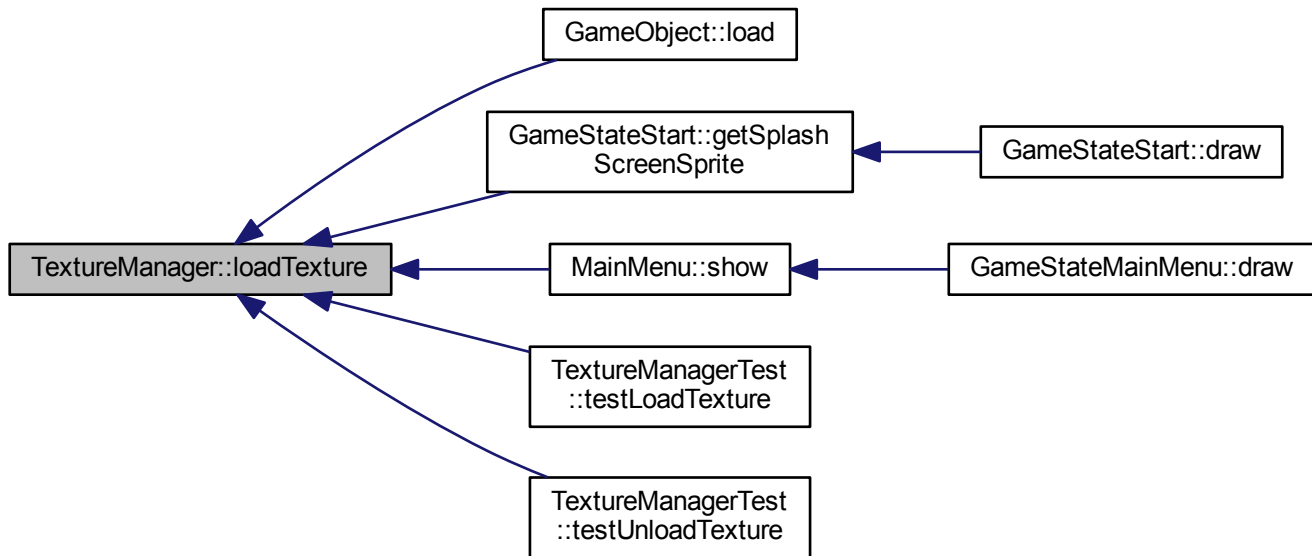 GameObject::load
GameStateStart::getSplash
ScreenSprite
GameStateStart::draw
TextureManager::loadTexture
MainMenu::show
GameStateMainMenu::draw
TextureManagerTest
::testLoadTexture
TextureManagerTest
::testUnloadTexture